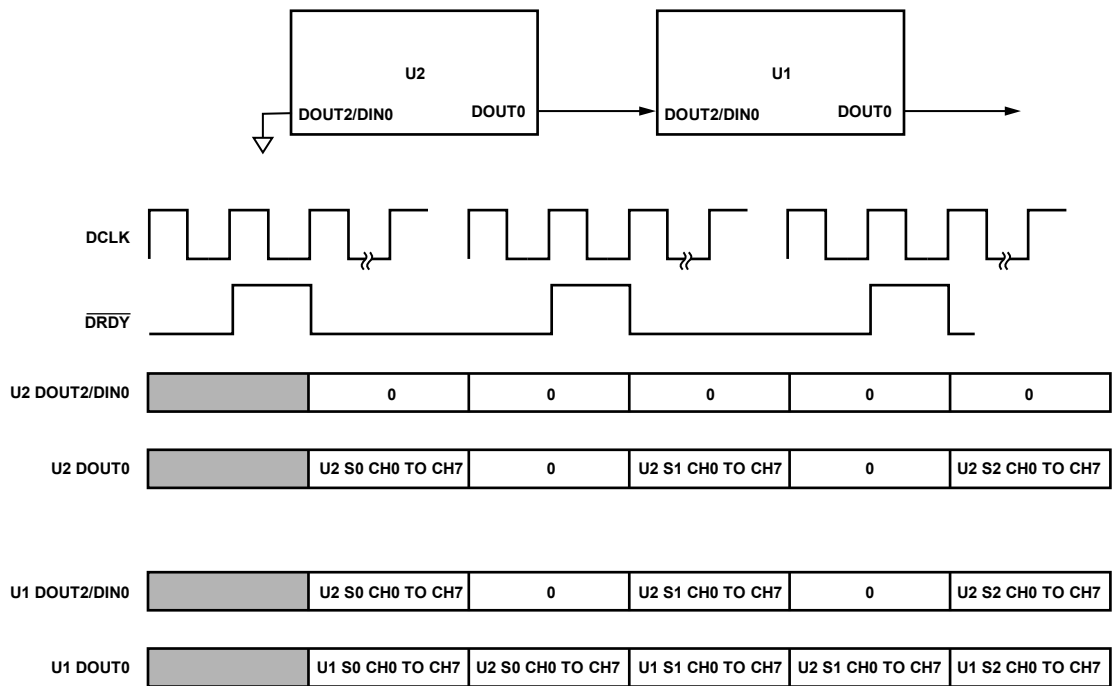 U2
U1
DOUT2/DIN0
DOUT0
DOUT2/DIN0
DOUT0
DCLK
DRDY
U2 DOUT2/DIN0
0
0
0
0
0
U2 DOUT0
U2 S0 CH0 TO CH7
0
U2 S1 CH0 TO CH7
0
U2 S2 CH0 TO CH7
U1 DOUT2/DIN0
U2 S0 CH0 TO CH7
0
U2 S1 CH0 TO CH7
0
U2 S2 CH0 TO CH7
U1 DOUT0
U1 S0 CH0 TO CH7
U2 S0 CH0 TO CH7
U1 S1 CH0 TO CH7
U2 S1 CH0 TO CH7
U1 S2 CH0 TO CH7